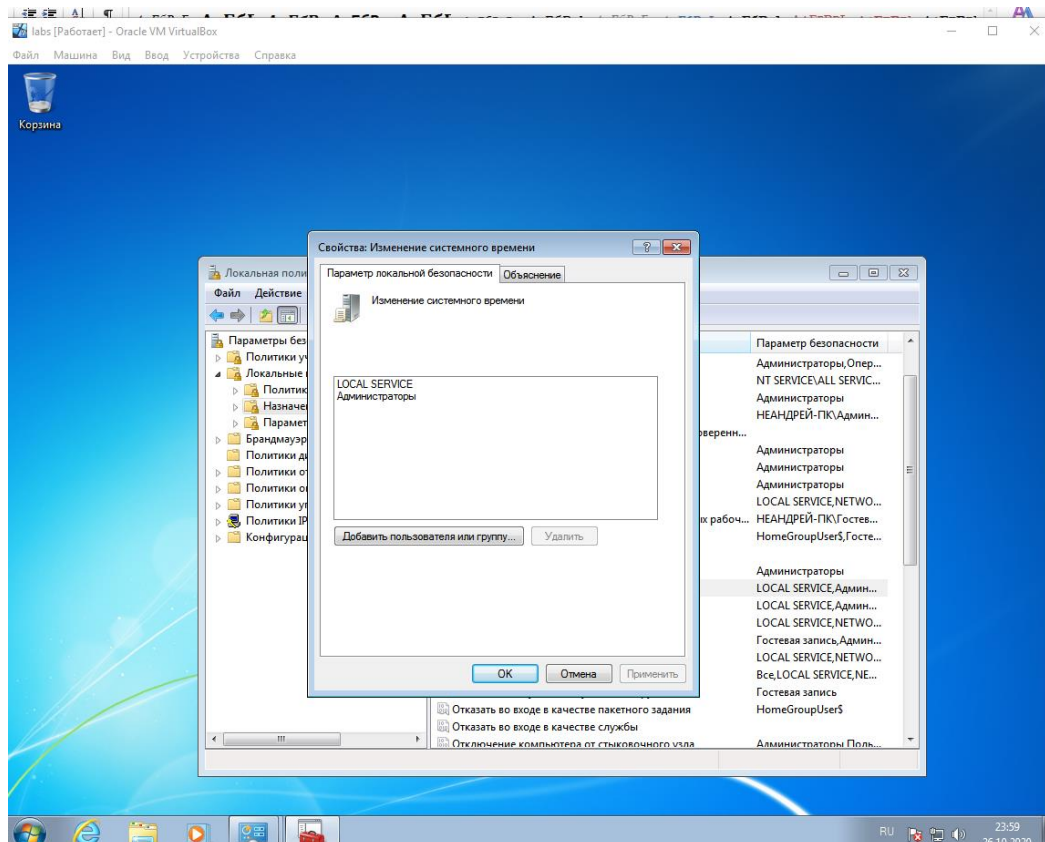 labs [Работает] - Oracle VM VirtualBox
Файл Машина Вид Ввод Устройства Справка
Корзина
Свойства: Изменение системного времени
Параметр локальной безопасности Объяснение
Изменение системного времени
LOCAL SERVICE
Администраторы
Добавить пользователя или группу... Удалить
OK Отмена Применить
Локальная поли
Файл Действие
Параметры без
Политики уч
Локальные
Политик
Назначе
Парамет
Брандмауэр
Политики д
Политики о
Политики о
Политики у
Политики IP
Конфигурац
Параметр безопасности
Администраторы,Опер...
NT SERVICE\ALL SERVIC...
Администраторы
НЕАНДРЕЙ-ПК\Админ...
оверенн...
Администраторы
Администраторы
Администраторы
LOCAL SERVICE,NETWO...
х рабоч... НЕАНДРЕЙ-ПК\Гостев...
HomeGroupUser$,Госте...
Администраторы
LOCAL SERVICE,Админ...
LOCAL SERVICE,Админ...
LOCAL SERVICE,NETWO...
Гостевая запись,Админ...
LOCAL SERVICE,NETWO...
Все,LOCAL SERVICE,NE...
Гостевая запись
Отказать во входе в качестве пакетного задания HomeGroupUser$
Отказать во входе в качестве службы
Отключение компьютера от стыковочного узла Администраторы Поль...
RU 23:59
26.10.2020